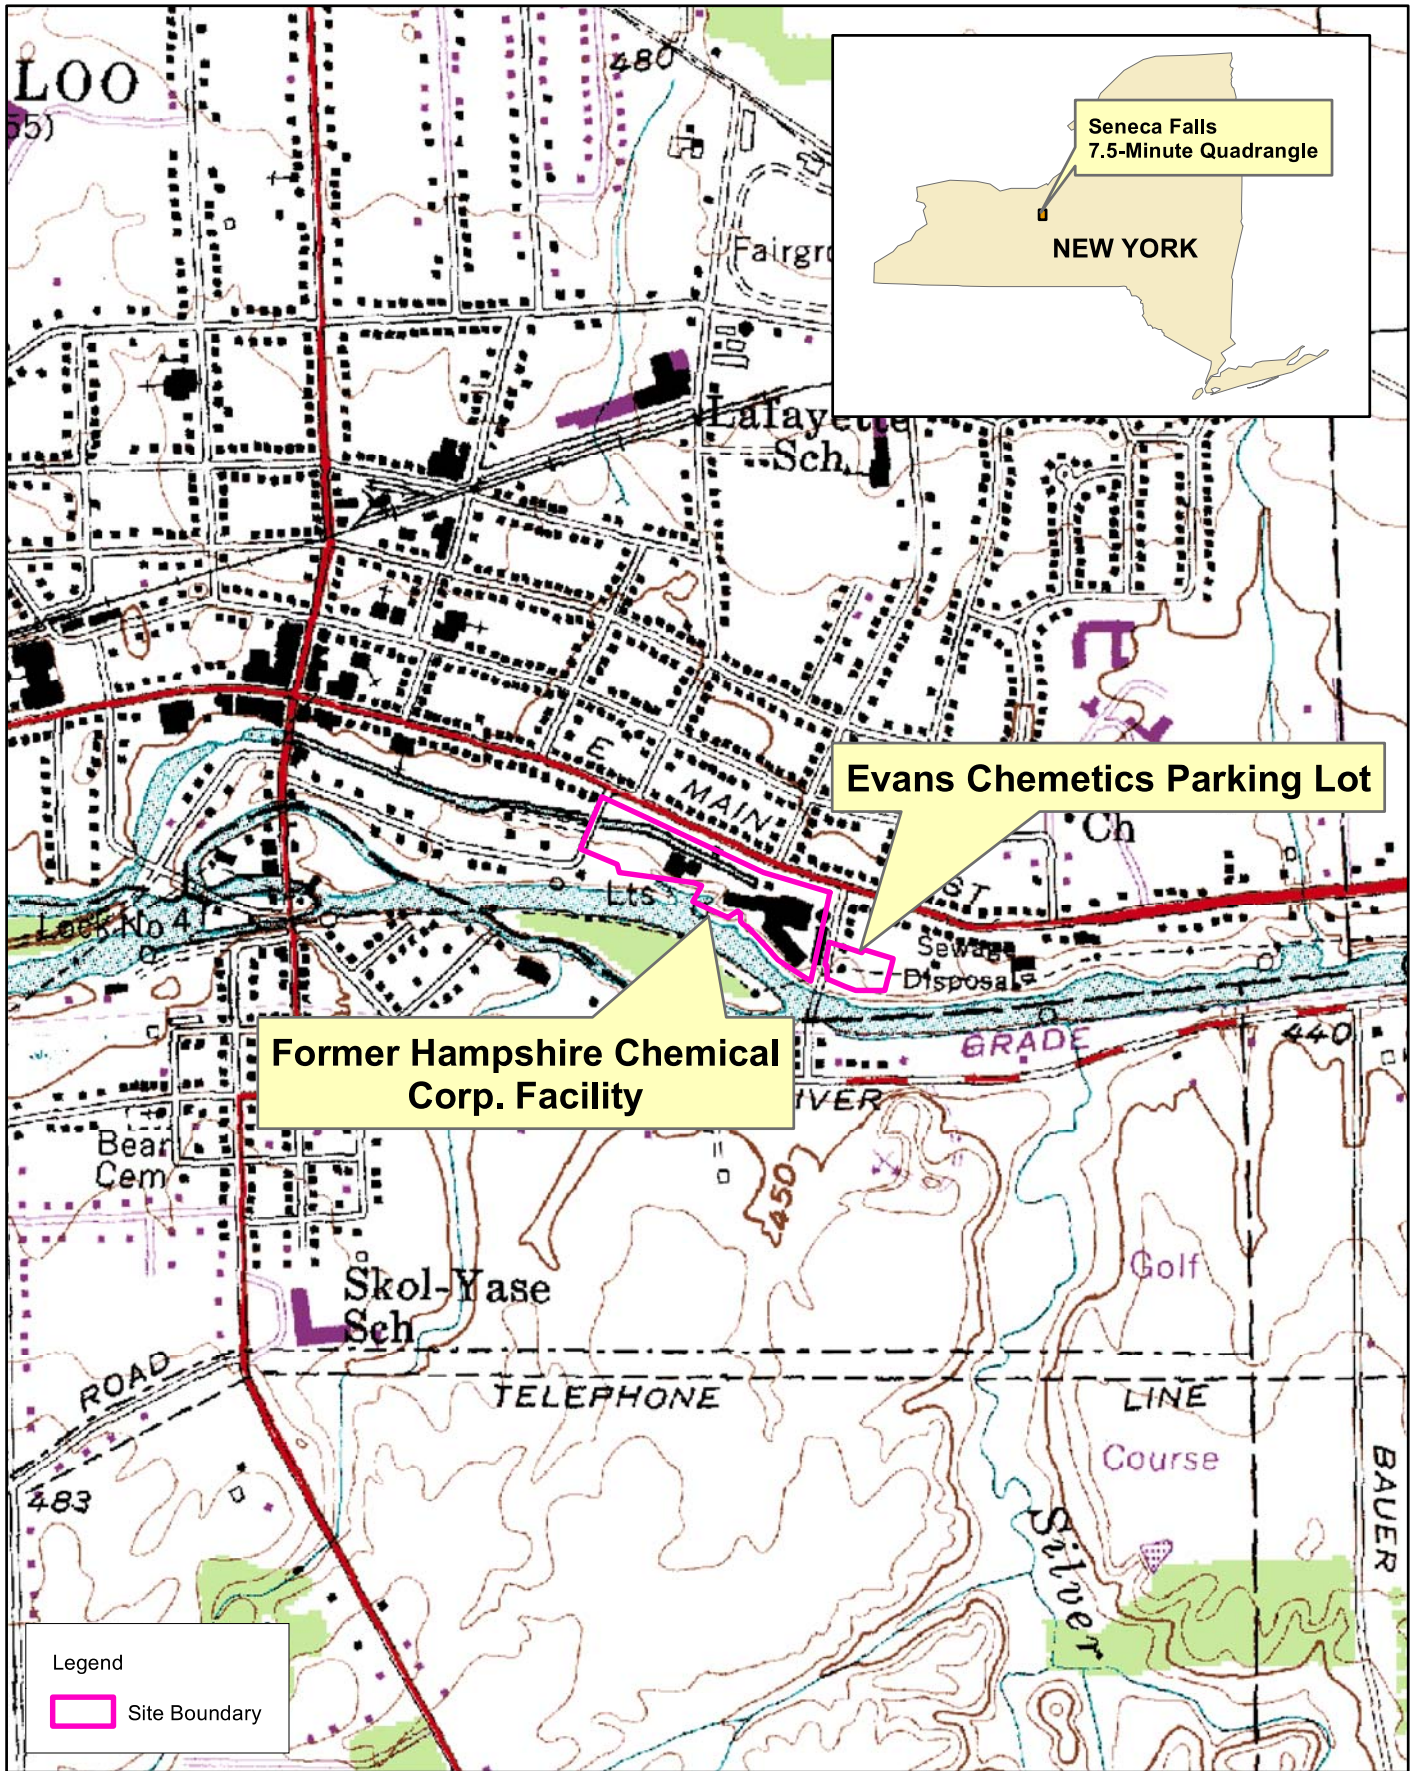 LOO
55)
480
Seneca Falls
7.5-Minute Quadrangle
NEW YORK
Fairgr
Lafayette
Sch
E
MAIN
ST
Evans Chemetics Parking Lot
Ch
Lts
Lock No 4
Sewage
Disposal
Former Hampshire Chemical
Corp. Facility
GRADE
440
IVER
Bear
Cem
450
Golf
Skol-Yase
Sch
ROAD
TELEPHONE
LINE
Course
BAUER
483
Silver
Legend
Site Boundary